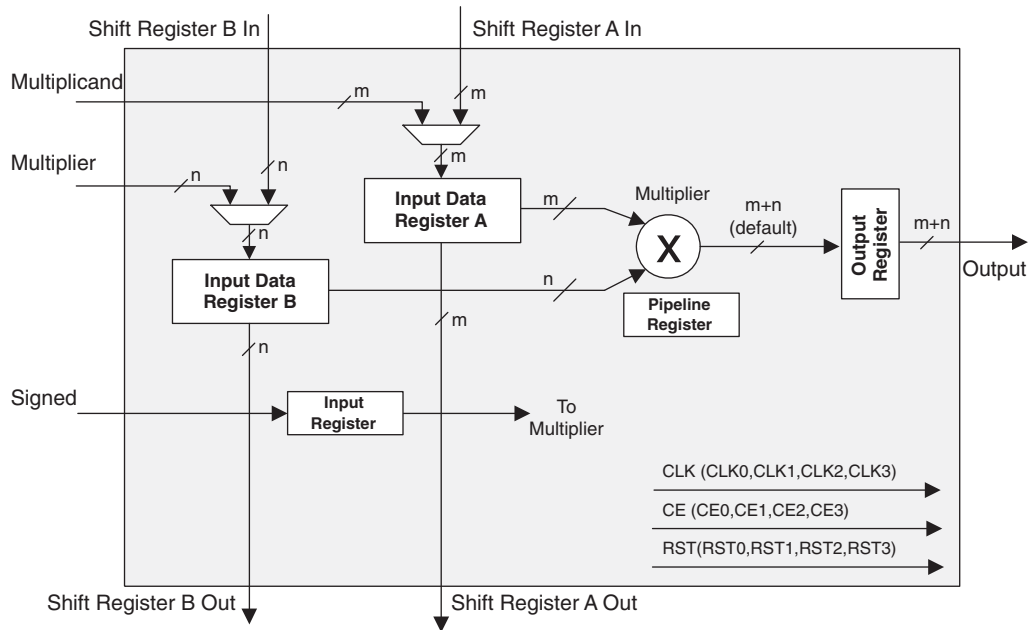 Shift Register B In
Shift Register A In
Multiplicand
m
m
Multiplier
n
n
m
Input Data
Register A
m
Multiplier
X
m+n
(default)
Output
Register
m+n
Output
n
Input Data
Register B
n
Pipeline
Register
m
n
Signed
Input
Register
To
Multiplier
CLK (CLK0,CLK1,CLK2,CLK3)
CE (CE0,CE1,CE2,CE3)
RST(RST0,RST1,RST2,RST3)
Shift Register B Out
Shift Register A Out